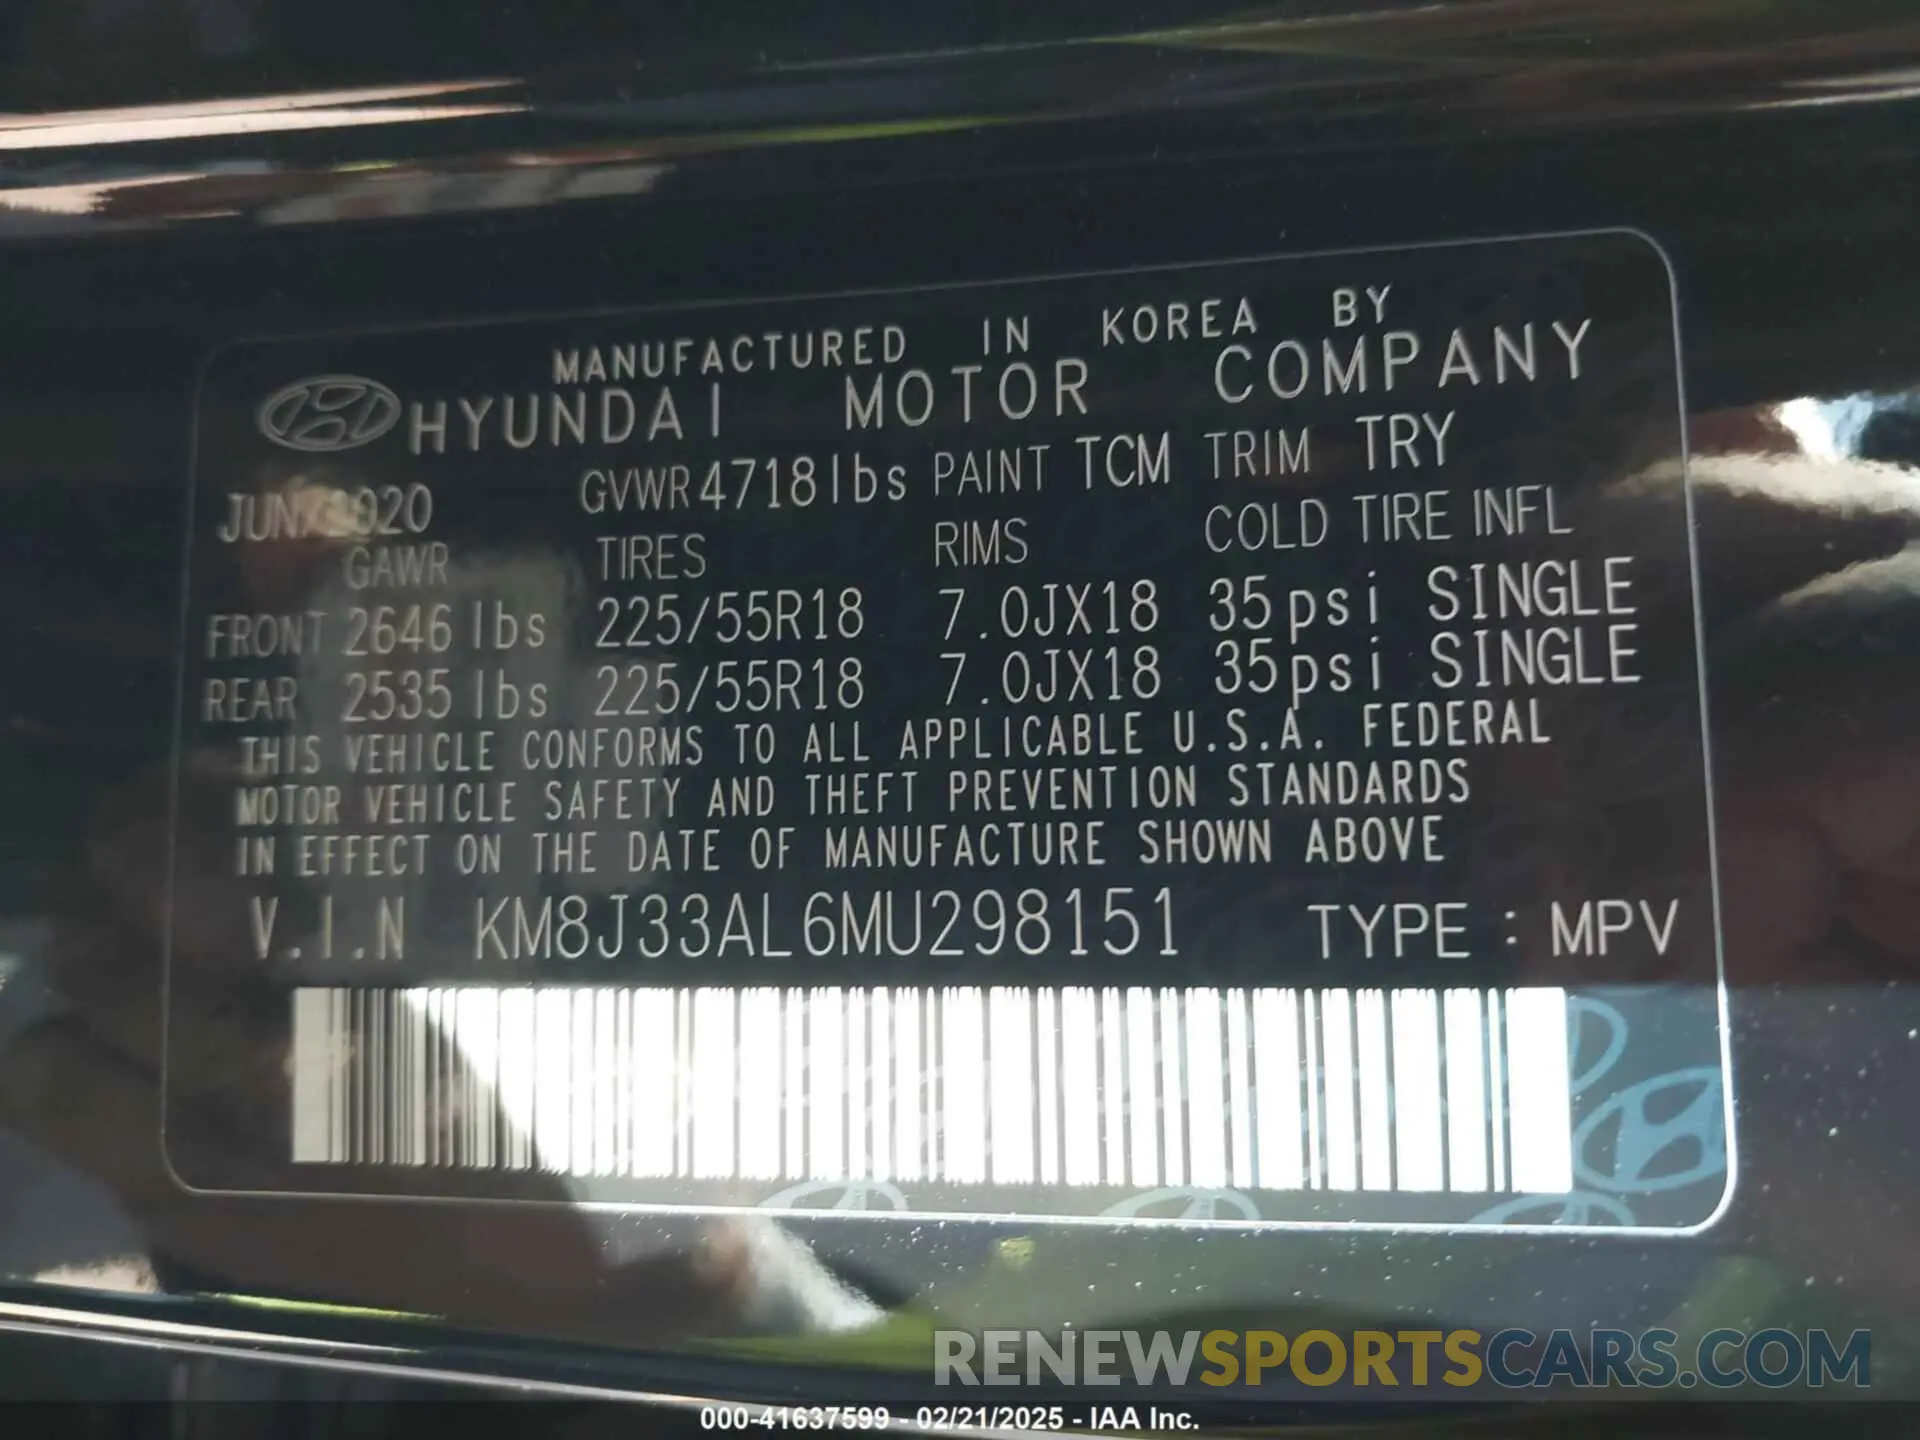 MANUFACTURED IN KOREA BY
HYUNDAI MOTOR COMPANY
JUN/2020 GVWR 4718lbs PAINT TCM TRIM TRY
GAWR TIRES RIMS COLD TIRE INFL
FRONT 2646 lbs 225/55R18 7.0JX18 35psi SINGLE
REAR 2535 lbs 225/55R18 7.0JX18 35psi SINGLE
THIS VEHICLE CONFORMS TO ALL APPLICABLE U.S.A. FEDERAL
MOTOR VEHICLE SAFETY AND THEFT PREVENTION STANDARDS
IN EFFECT ON THE DATE OF MANUFACTURE SHOWN ABOVE
V.I.N KM8J33AL6MU298151 TYPE : MPV
RENEWSPORTSCARS.COM
000-41637599 - 02/21/2025 - IAA Inc.